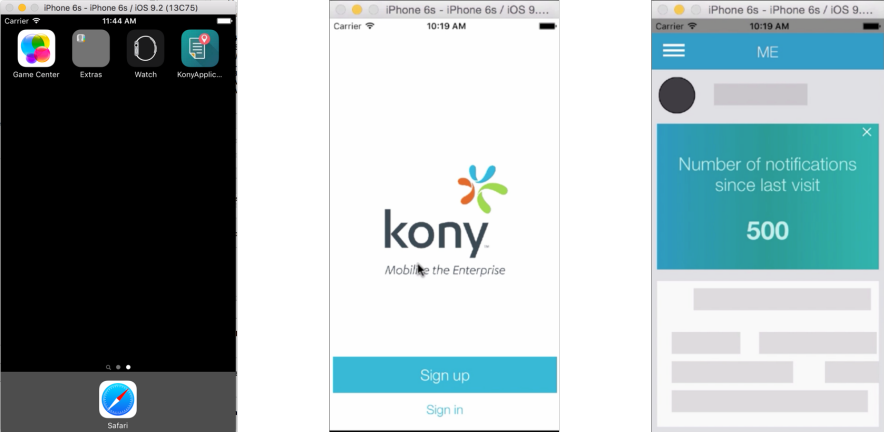 iPhone 6s - iPhone 6s / iOS 9.2 (13C75)
Carrier 11:44 AM
Game Center Extras Watch KonyApplic...
Safari
iPhone 6s - iPhone 6s / iOS 9....
Carrier 10:19 AM
kony
Mobilize the Enterprise
Sign up
Sign in
iPhone 6s - iPhone 6s / iOS 9....
Carrier 10:19 AM
ME
Number of notifications
since last visit
500